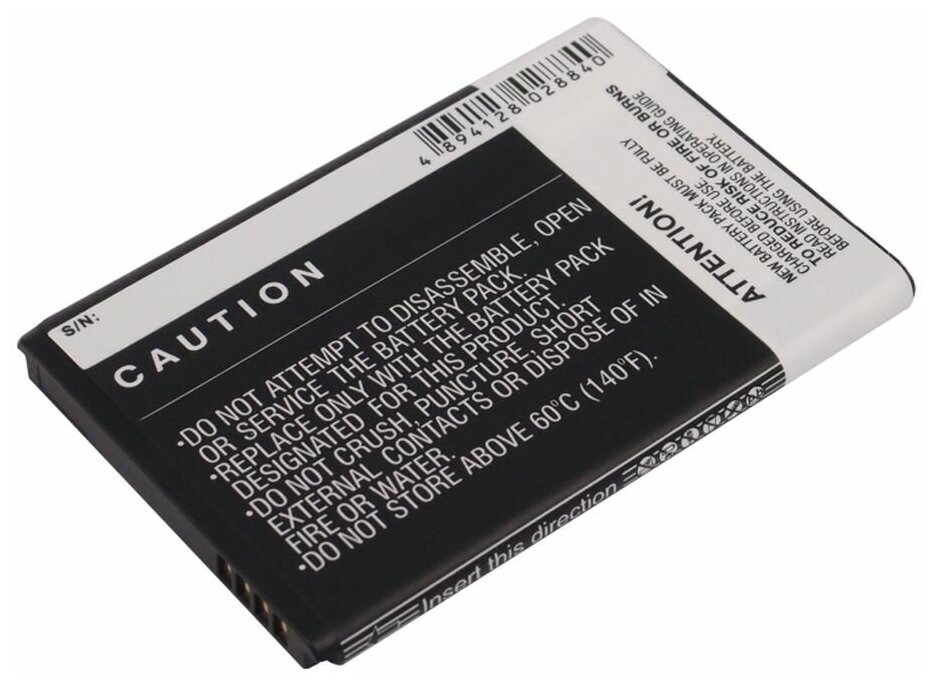 S/N:
4 894128 028840
CAUTION
•DO NOT ATTEMPT TO DISASSEMBLE, OPEN
OR SERVICE THE BATTERY PACK.
•REPLACE ONLY WITH THE BATTERY PACK
DESIGNATED FOR THIS PRODUCT.
•DO NOT CRUSH, PUNCTURE, SHORT
EXTERNAL CONTACTS OR DISPOSE OF IN
FIRE OR WATER.
•DO NOT STORE ABOVE 60°C (140°F).
Insert this direction
ATTENTION!
NEW BATTERY PACK MUST BE FULLY
CHARGED BEFORE USE.
TO REDUCE RISK OF FIRE OR BURNS
READ INSTRUCTIONS IN OPERATING GUIDE
BEFORE USING THE BATTERY.